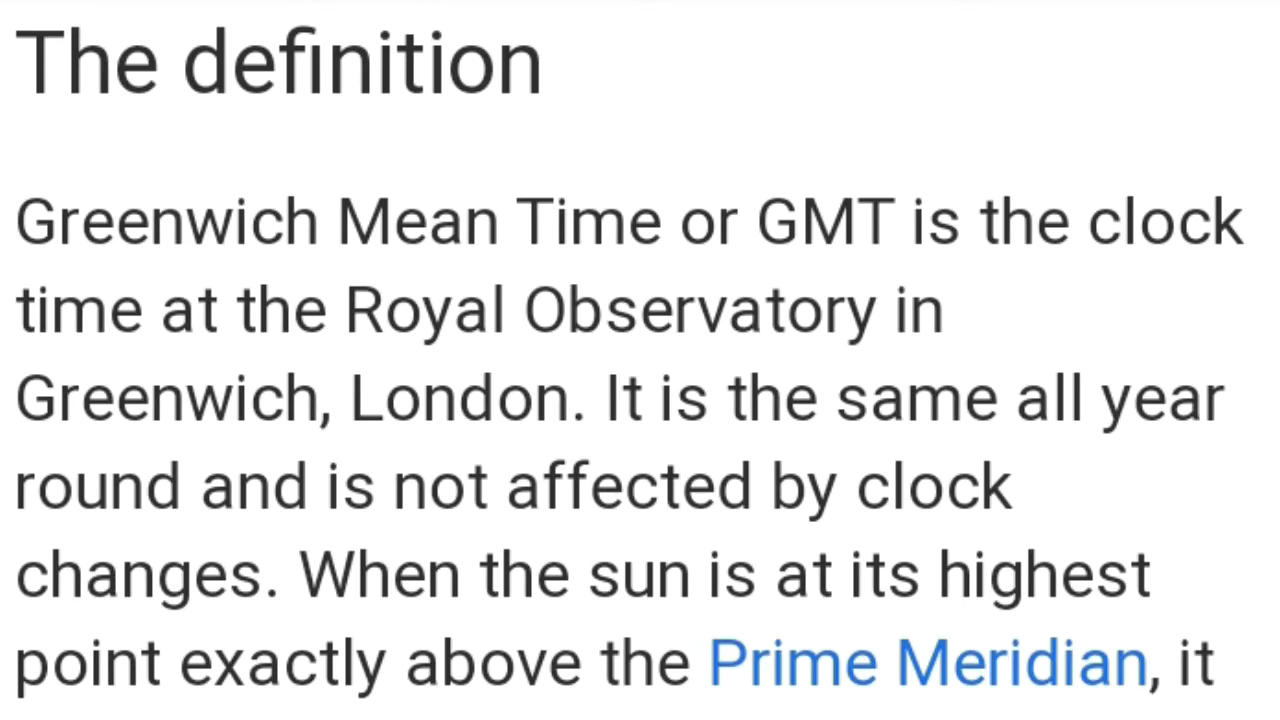 The definition
Greenwich Mean Time or GMT is the clock
time at the Royal Observatory in
Greenwich, London. It is the same all year
round and is not affected by clock
changes. When the sun is at its highest
point exactly above the Prime Meridian, it